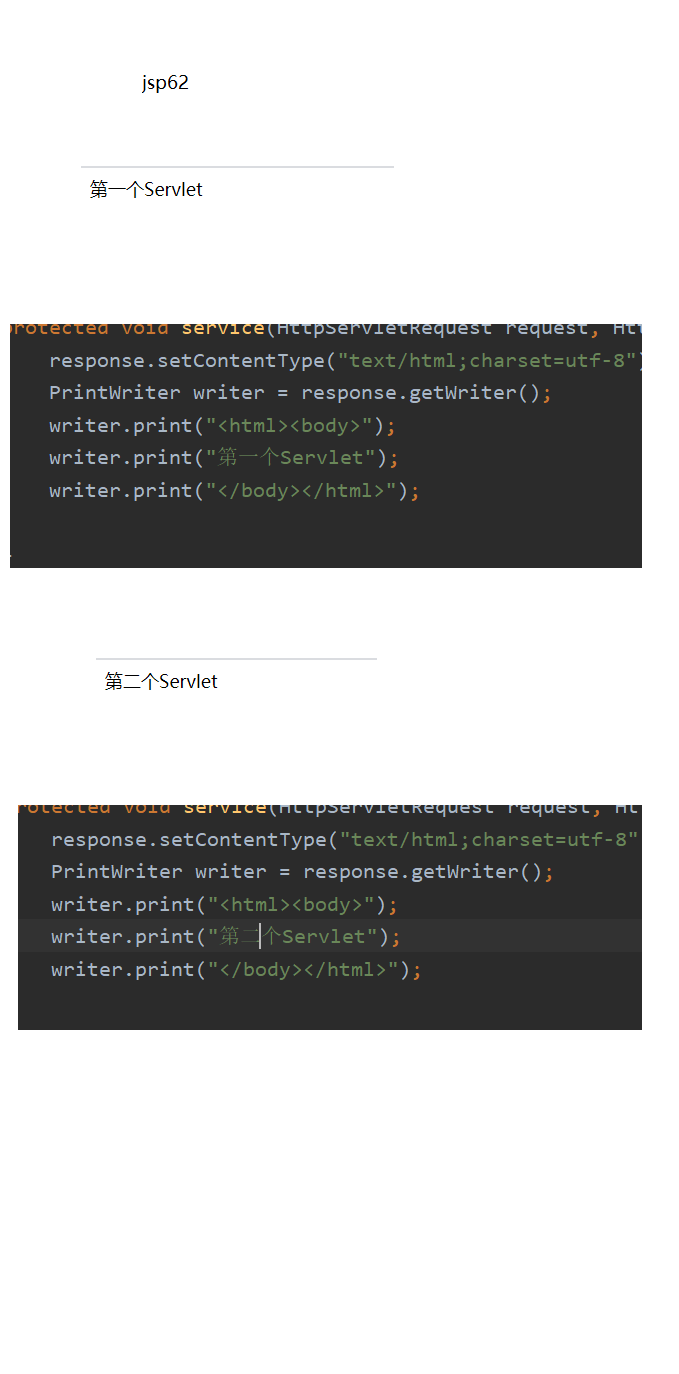 jsp62
第一个Servlet
protected void service(HttpServletRequest request, Htt
response.setContentType("text/html;charset=utf-8")
PrintWriter writer = response.getWriter();
writer.print("<html><body>");
writer.print("第一个Servlet");
writer.print("</body></html>");
第二个Servlet
rotected void service(HttpServletRequest request, Ht
response.setContentType("text/html;charset=utf-8"
PrintWriter writer = response.getWriter();
writer.print("<html><body>");
writer.print("第二个Servlet");
writer.print("</body></html>");